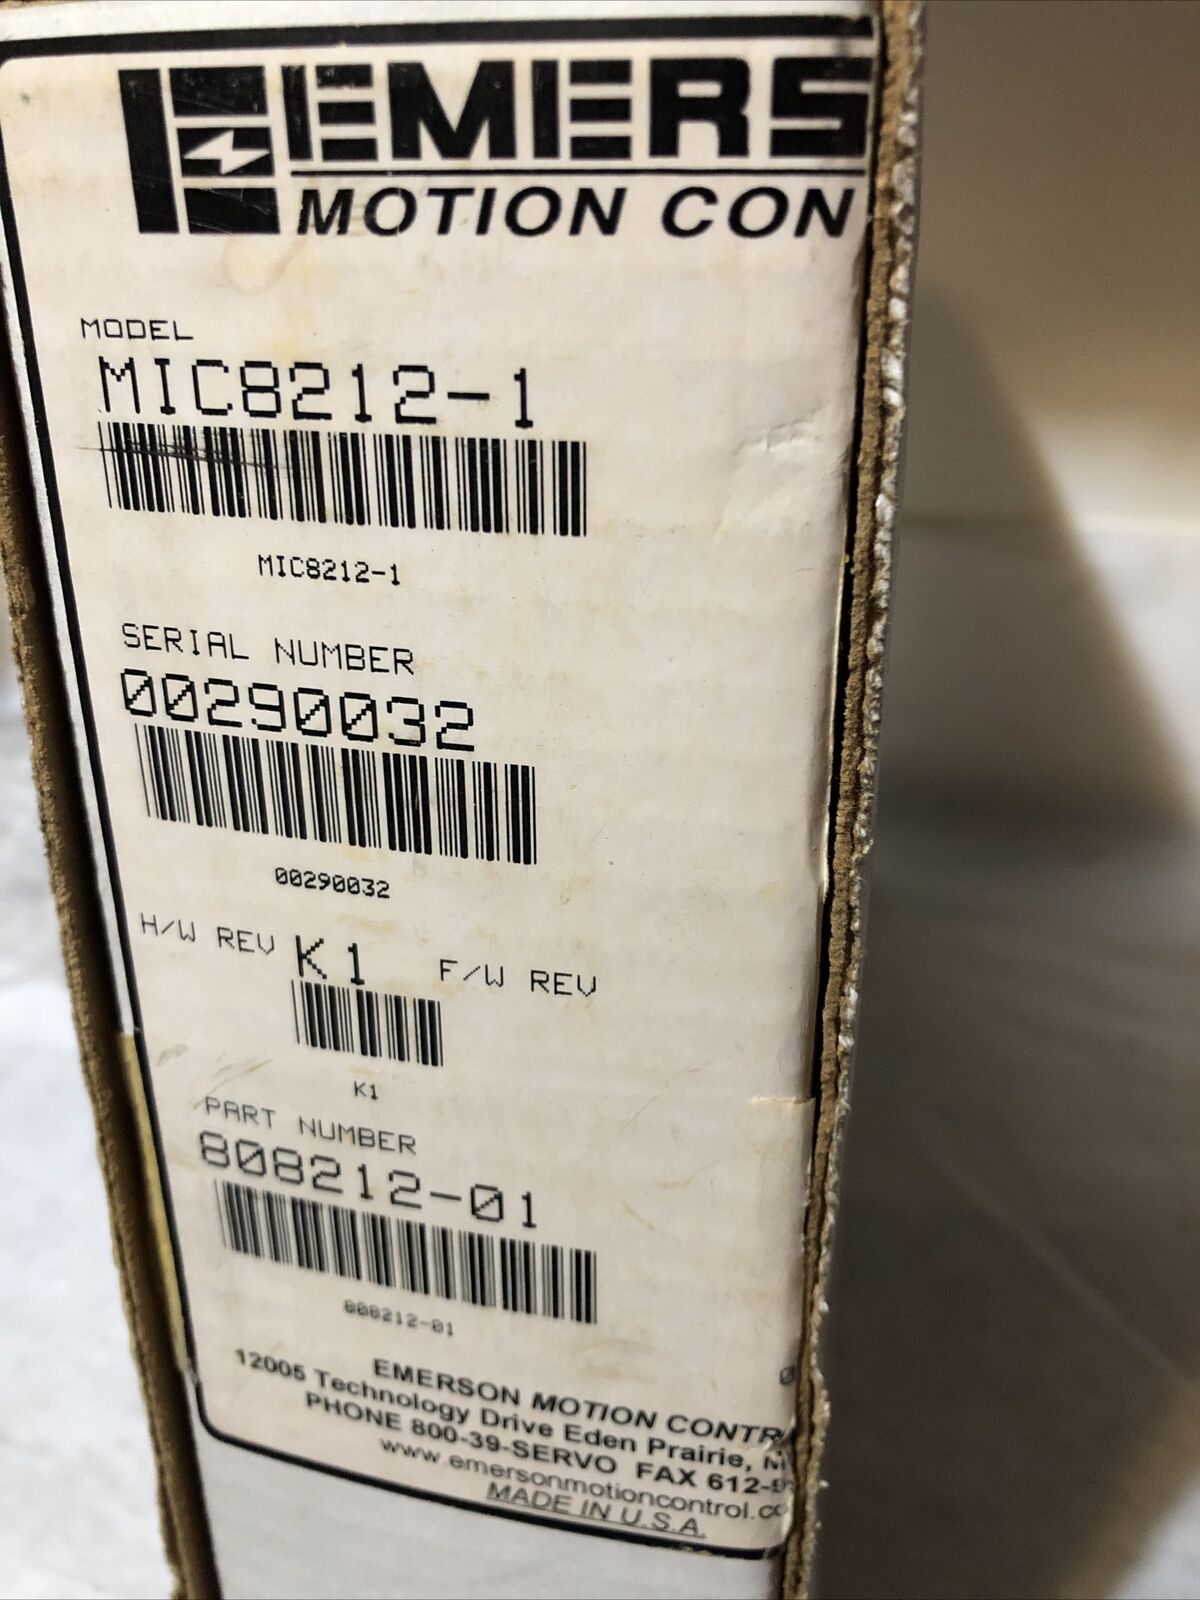 EMERS
MOTION CON
MODEL
MIC8212-1
MIC8212-1
SERIAL NUMBER
00290032
00290032
H/W REV K1 F/W REV
K1
PART NUMBER
808212-01
808212-01
EMERSON MOTION CONTR
12005 Technology Drive Eden Prairie, M
PHONE 800-39-SERVO FAX 612-9
www.emersonmotioncontrol.co
MADE IN U.S.A.